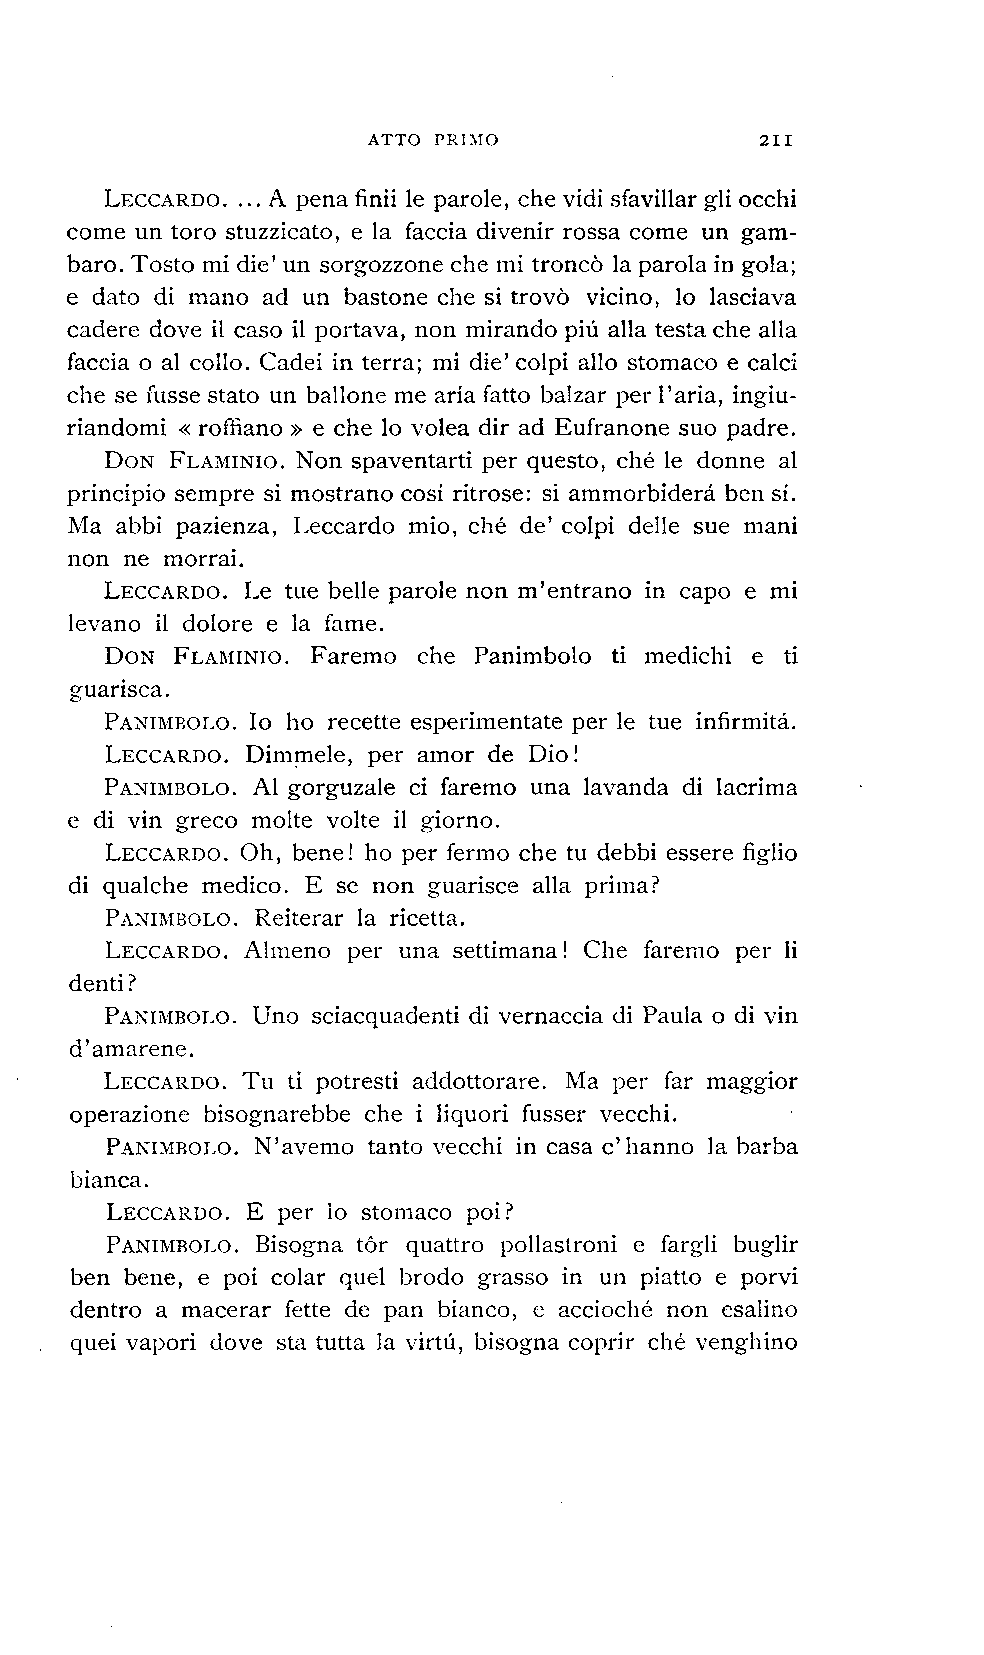 ATTO PRIMO 211
LECCARDO. ... A pena finii le parole, che vidi sfavillar gli occhi
come un toro stuzzicato, e la faccia divenir rossa come un gam-
baro. Tosto mi die' un sorgozzone che mi troncò la parola in gola;
e dato di mano ad un bastone che si trovò vicino, lo lasciava
cadere dove il caso il portava, non mirando piú alla testa che alla
faccia o al collo. Cadei in terra; mi die' colpi allo stomaco e calci
che se fusse stato un ballone me aria fatto balzar per l'aria, ingiu-
riandomi « roffiano » e che lo volea dir ad Eufranone suo padre.
DON FLAMINIO. Non spaventarti per questo, ché le donne al
principio sempre si mostrano cosí ritrose: si ammorbiderá ben sí.
Ma abbi pazienza, Leccardo mio, ché de' colpi delle sue mani
non ne morrai.
LECCARDO. Le tue belle parole non m'entrano in capo e mi
levano il dolore e la fame.
DON FLAMINIO. Faremo che Panimbolo ti medichi e ti
guarisca.
PANIMBOLO. Io ho recette esperimentate per le tue infirmitá.
LECCARDO. Dimmele, per amor de Dio!
PANIMBOLO. Al gorguzale ci faremo una lavanda di lacrima
e di vin greco molte volte il giorno.
LECCARDO. Oh, bene! ho per fermo che tu debbi essere figlio
di qualche medico. E se non guarisce alla prima?
PANIMBOLO. Reiterar la ricetta.
LECCARDO. Almeno per una settimana! Che faremo per li
denti?
PANIMBOLO. Uno sciacquadenti di vernaccia di Paula o di vin
d'amarene.
LECCARDO. Tu ti potresti addottorare. Ma per far maggior
operazione bisognarebbe che i liquori fusser vecchi.
PANIMBOLO. N'avemo tanto vecchi in casa c'hanno la barba
bianca.
LECCARDO. E per lo stomaco poi?
PANIMBOLO. Bisogna tôr quattro pollastroni e fargli buglir
ben bene, e poi colar quel brodo grasso in un piatto e porvi
dentro a macerar fette de pan bianco, e accioché non esalino
quei vapori dove sta tutta la virtú, bisogna coprir ché venghino